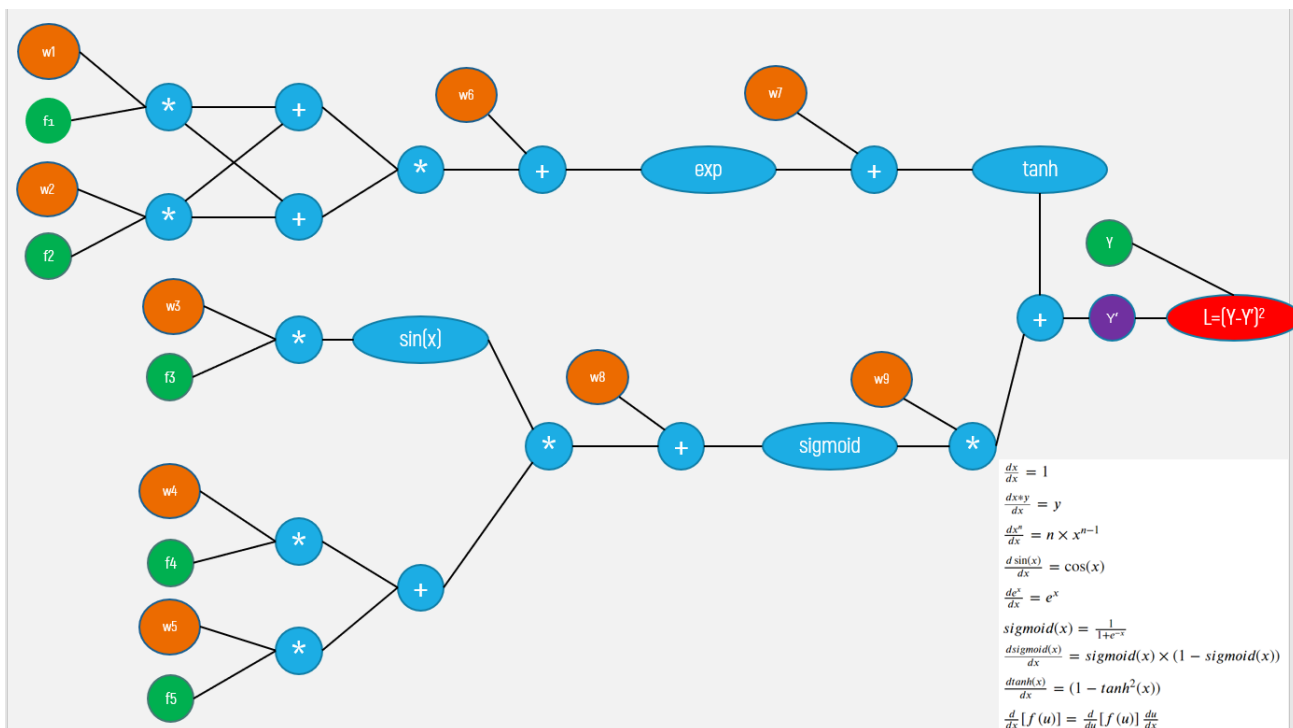 w1
f1
w2
f2
*
*
+
+
*
w6
+
exp
w7
+
tanh
Y
w3
f3
*
sin(x)
+
Y'
L=(Y-Y')²
w8
w9
*
+
sigmoid
*
w4
f4
*
+
w5
f5
*
dx/dx = 1
dx*y/dx = y
dxⁿ/dx = n × xⁿ⁻¹
d sin(x)/dx = cos(x)
deˣ/dx = eˣ
sigmoid(x) = 1/(1+e⁻ˣ)
dsigmoid(x)/dx = sigmoid(x) × (1 − sigmoid(x))
dtanh(x)/dx = (1 − tanh²(x))
d/dx [f(u)] = d/du [f(u)] du/dx